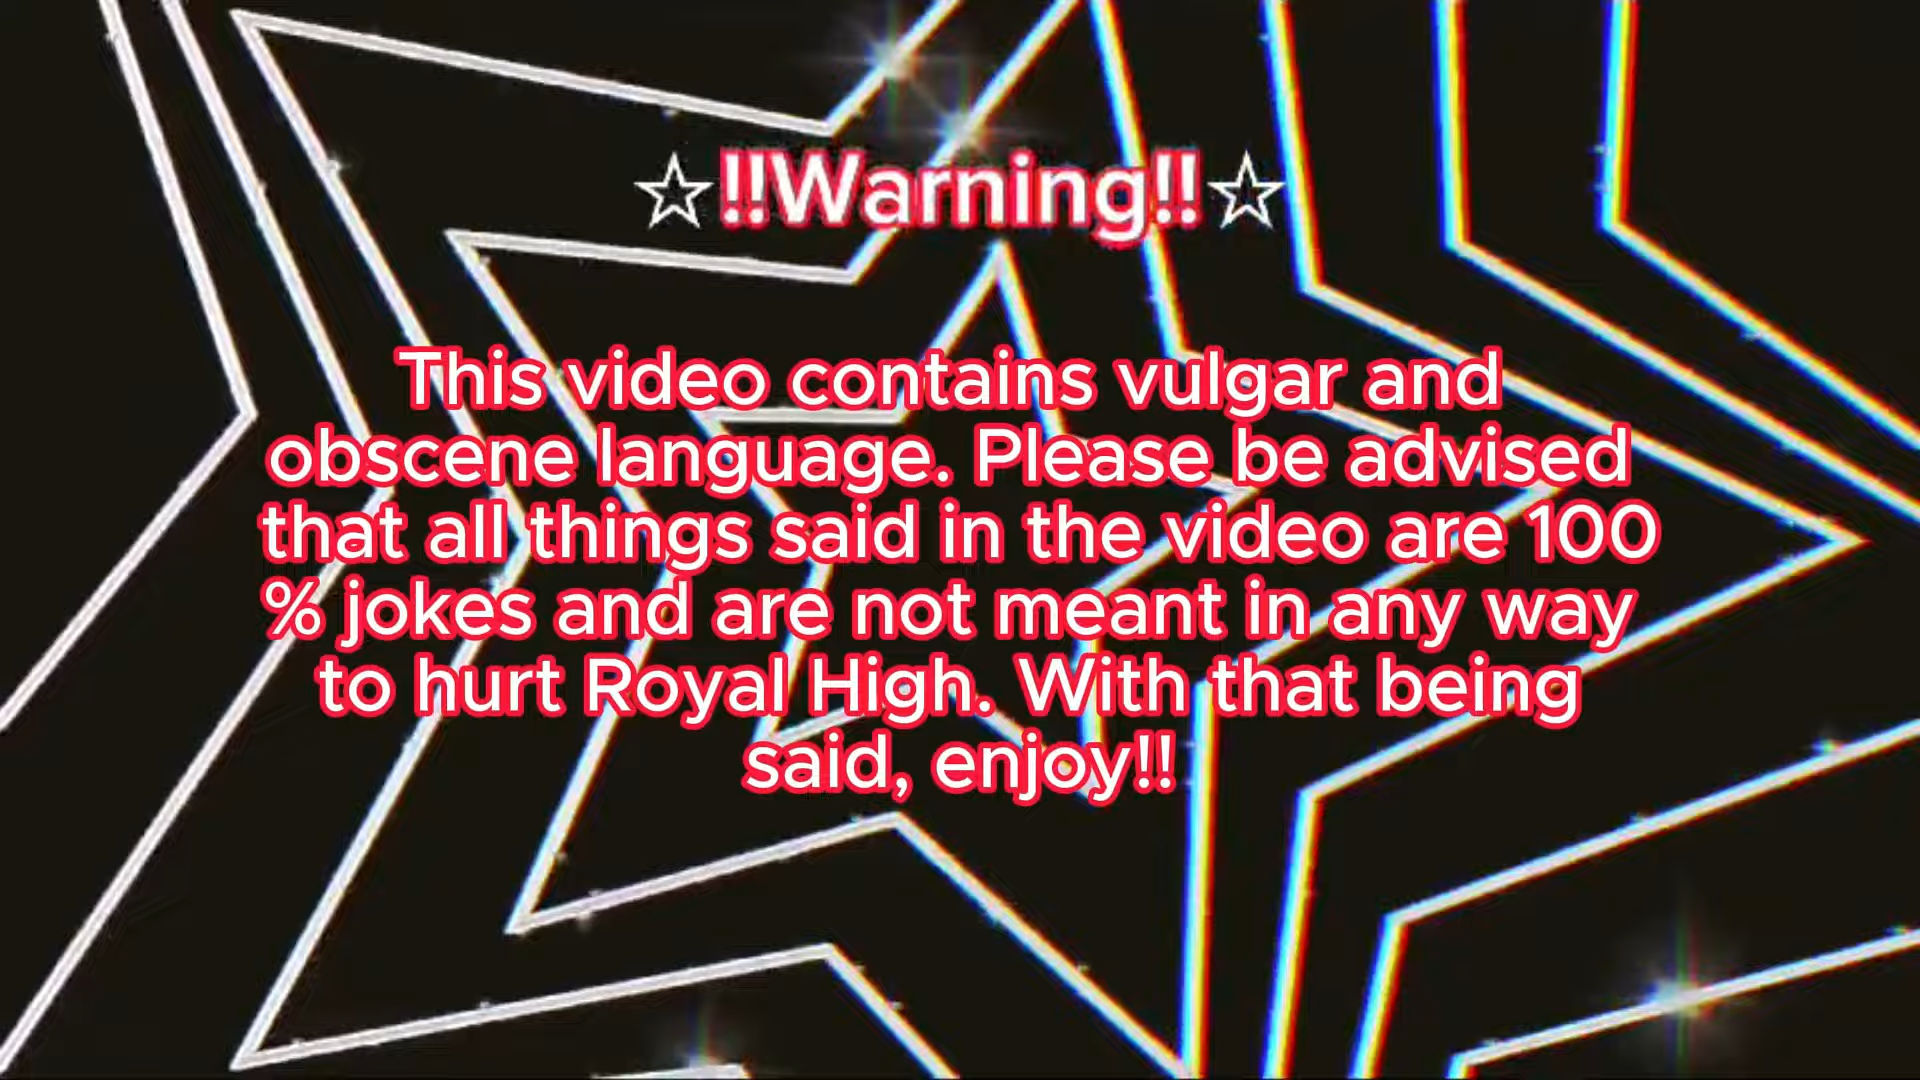 ☆!!Warning!!☆
This video contains vulgar and
obscene language. Please be advised
that all things said in the video are 100
% jokes and are not meant in any way
to hurt Royal High. With that being
said, enjoy!!